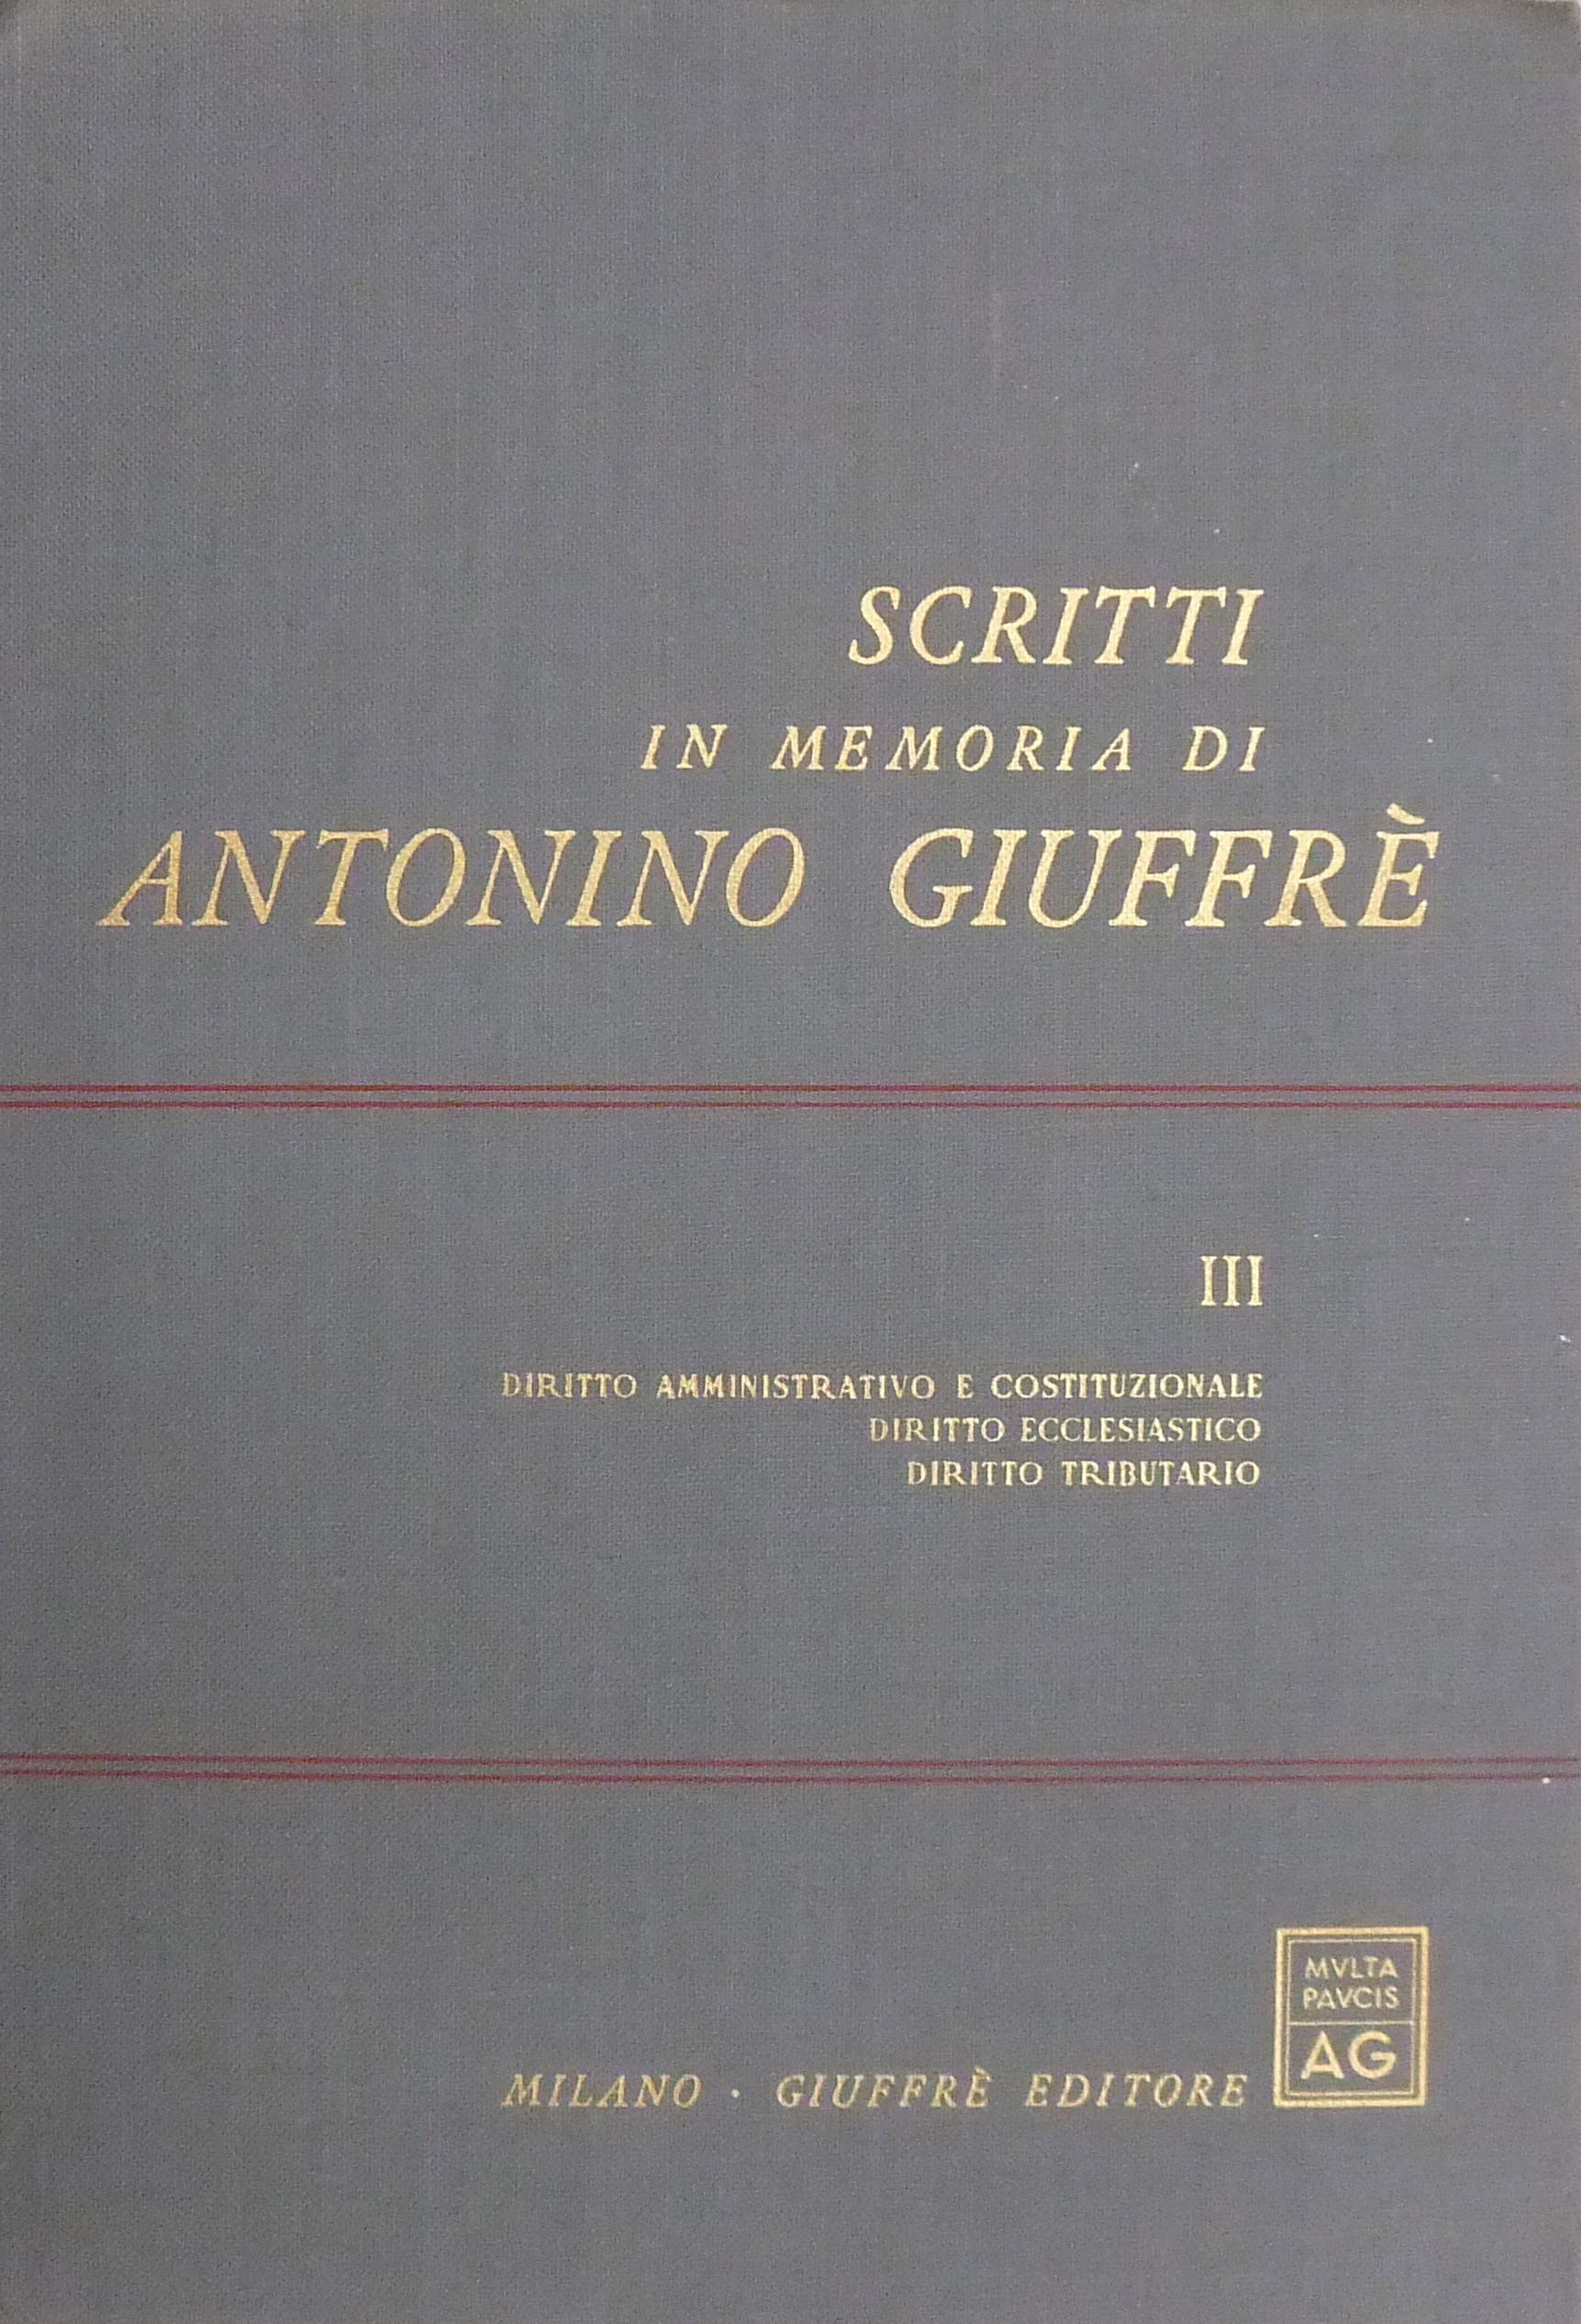 SCRITTI
IN MEMORIA DI
ANTONINO GIUFFRÈ
III
DIRITTO AMMINISTRATIVO E COSTITUZIONALE
DIRITTO ECCLESIASTICO
DIRITTO TRIBUTARIO
MVLTA
PAVCIS
AG
MILANO · GIUFFRÈ EDITORE